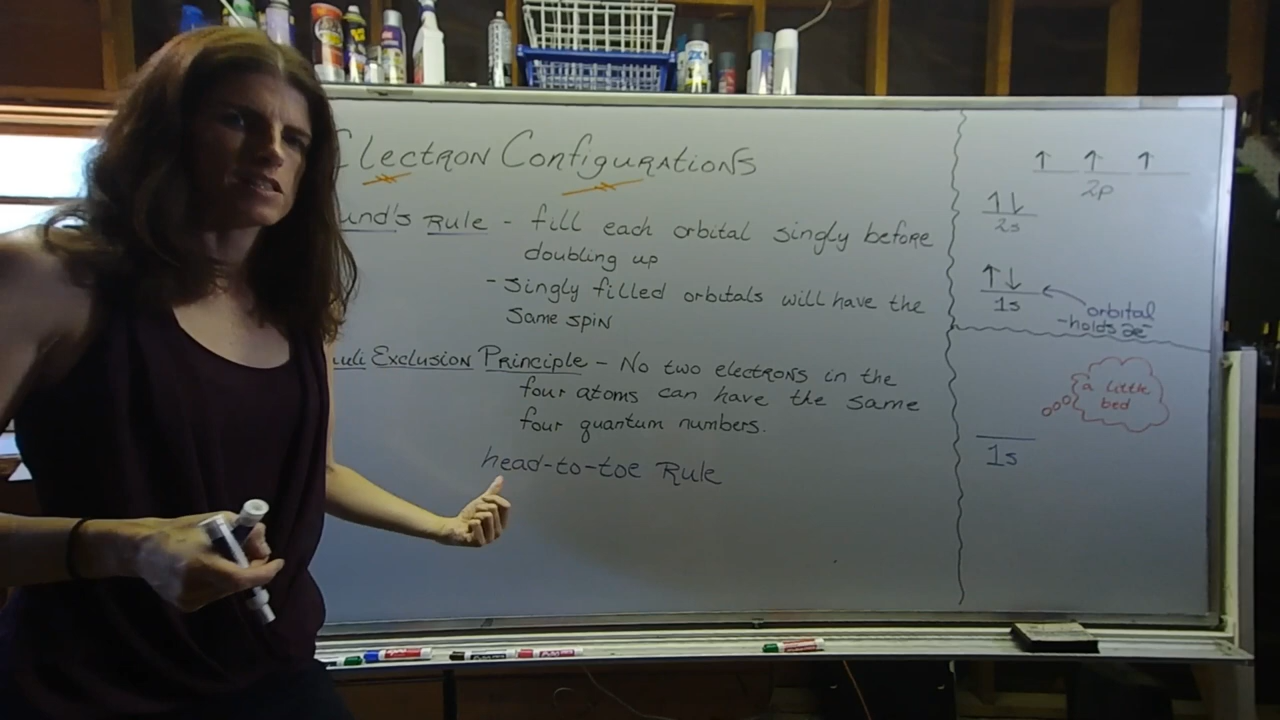 Electron Configurations
und's Rule - fill each orbital singly before
doubling up
- Singly filled orbitals will have the
same spin
uli Exclusion Principle - No two electrons in the
four atoms can have the same
four quantum numbers.
head-to-toe Rule
↑ ↑ ↑
2p
↑↓
2s
↑↓
1s
orbital
-holds 2e⁻
a little
bed
1s